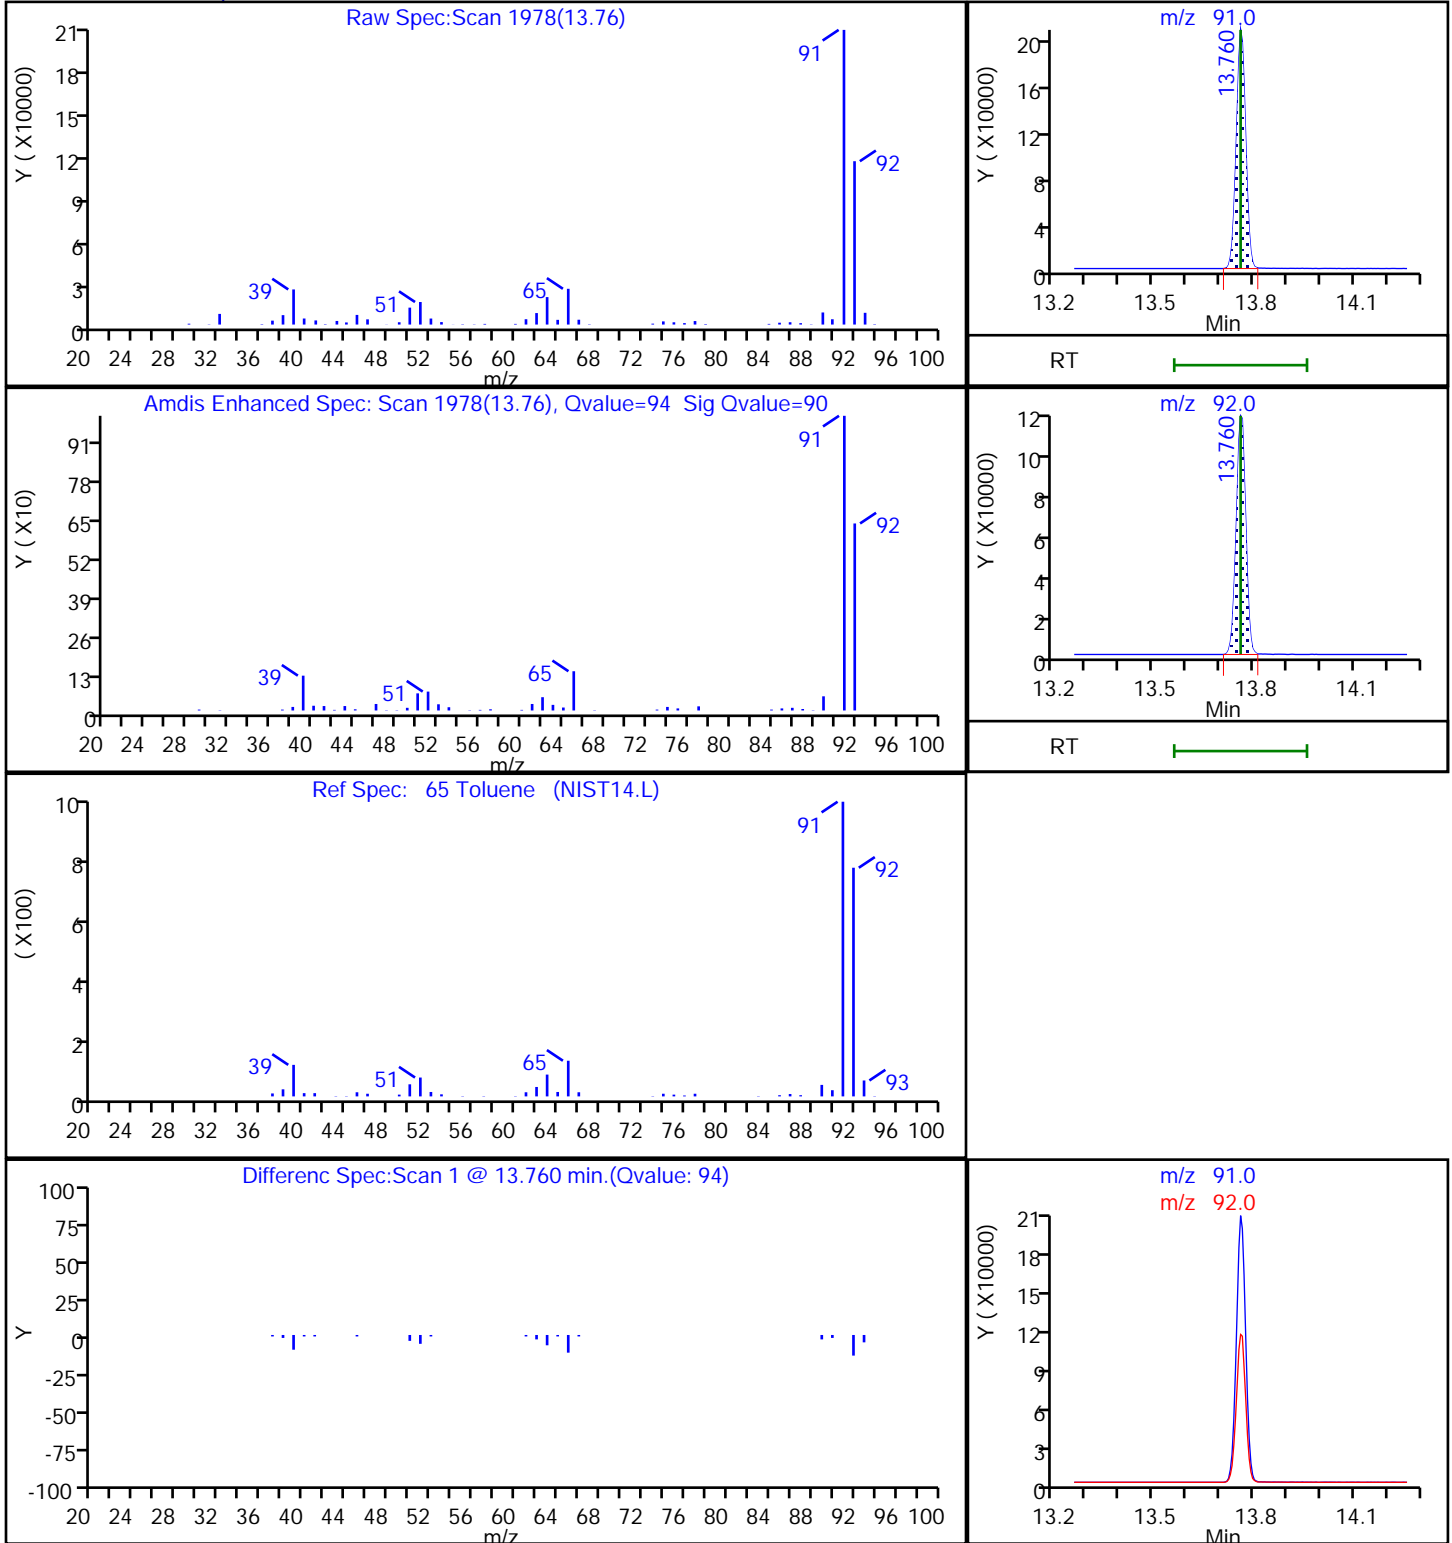 Raw Spec:Scan 1978(13.76)
21
18
15
12
9
6
3
0
Y ( X10000)
91
92
39
51
65
20 24 28 32 36 40 44 48 52 56 60 64 68 72 76 80 84 88 92 96 100
m/z
m/z 91.0
20
16
12
8
4
0
Y ( X10000)
13.760
13.2 13.5 13.8 14.1
Min
RT
Amdis Enhanced Spec: Scan 1978(13.76), Qvalue=94 Sig Qvalue=90
91
78
65
52
39
26
13
0
Y ( X10)
91
92
39
51
65
20 24 28 32 36 40 44 48 52 56 60 64 68 72 76 80 84 88 92 96 100
m/z
m/z 92.0
12
10
8
6
4
2
0
Y ( X10000)
13.760
13.2 13.5 13.8 14.1
Min
RT
Ref Spec: 65 Toluene (NIST14.L)
10
8
6
4
2
0
( X100)
91
92
93
39
51
65
20 24 28 32 36 40 44 48 52 56 60 64 68 72 76 80 84 88 92 96 100
Differenc Spec:Scan 1 @ 13.760 min.(Qvalue: 94)
100
75
50
25
0
-25
-50
-75
-100
Y
20 24 28 32 36 40 44 48 52 56 60 64 68 72 76 80 84 88 92 96 100
m/z
m/z 91.0
m/z 92.0
21
18
15
12
9
6
3
0
Y ( X10000)
13.2 13.5 13.8 14.1
Min